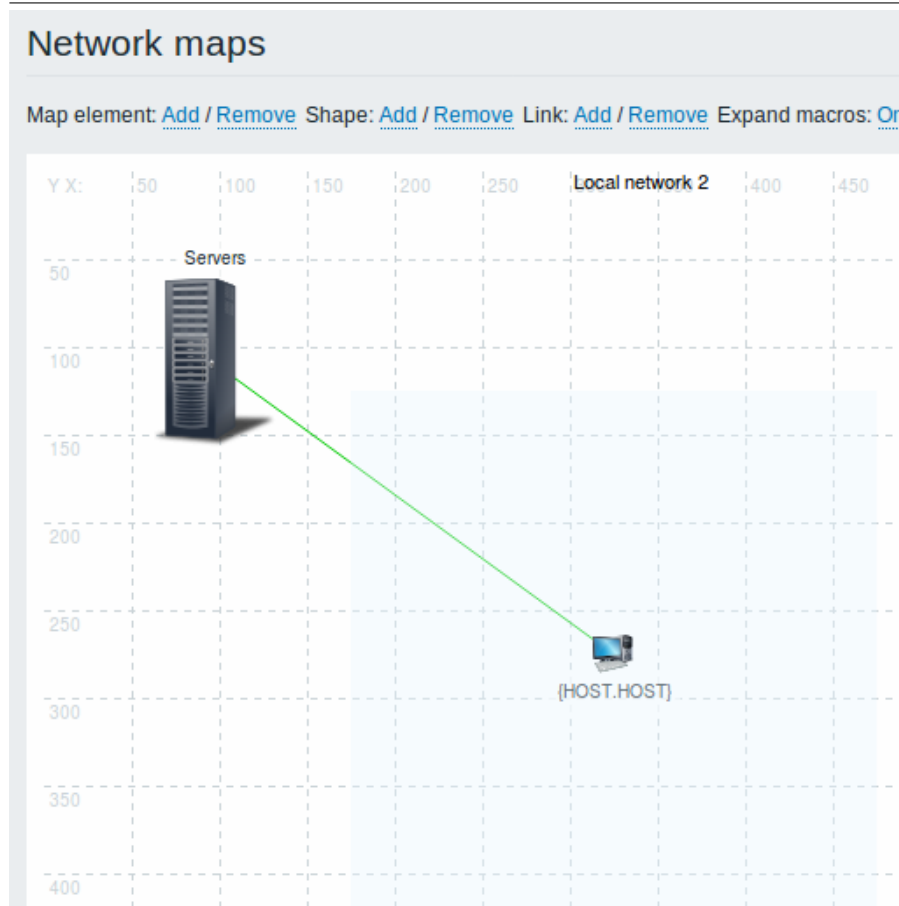 Network maps
Map element: Add / Remove Shape: Add / Remove Link: Add / Remove Expand macros:
Y X: 50 100 150 200 250 Local network 2 400 450
Servers
50
100
150
200
250
{HOST.HOST}
300
350
400